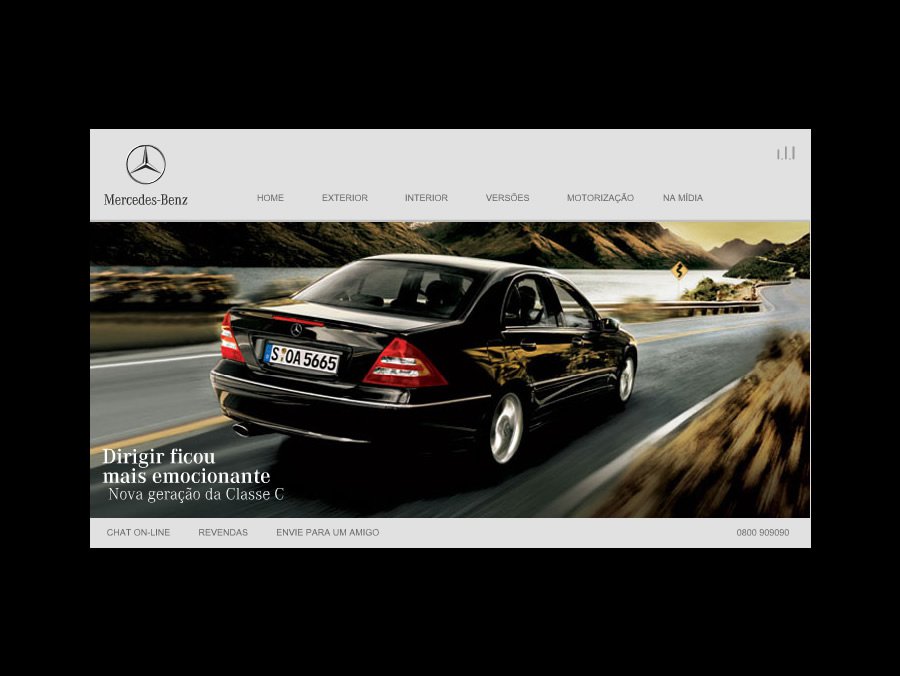 Mercedes-Benz
HOME EXTERIOR INTERIOR VERSÕES MOTORIZAÇÃO NA MÍDIA
S OA 5665
Dirigir ficou
mais emocionante
Nova geração da Classe C
CHAT ON-LINE REVENDAS ENVIE PARA UM AMIGO 0800 909090